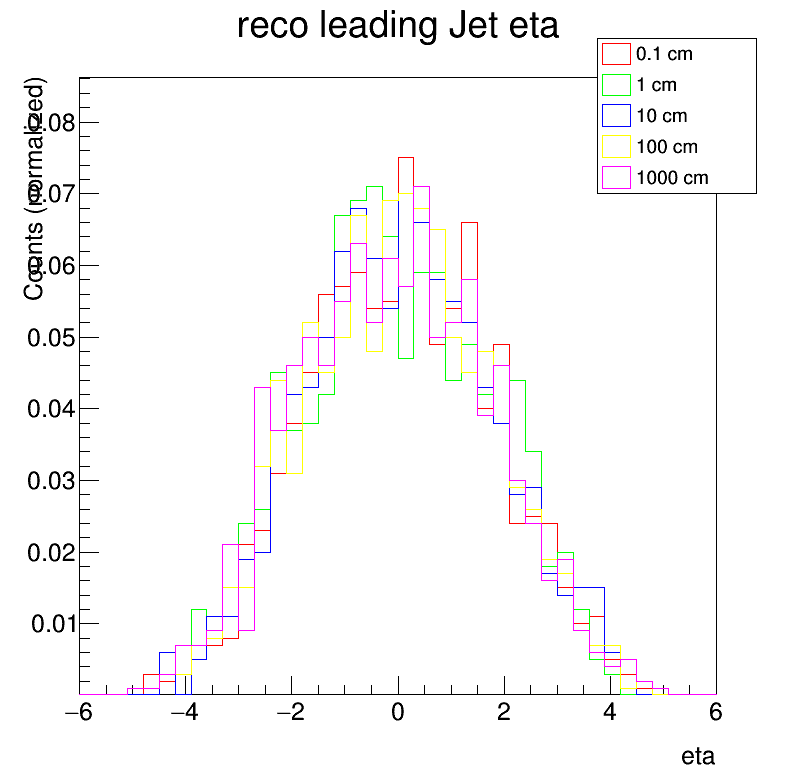 reco leading Jet eta
0.1 cm
1 cm
10 cm
100 cm
1000 cm
Counts (normalized)
0.08
0.07
0.06
0.05
0.04
0.03
0.02
0.01
−6 −4 −2 0 2 4 6
eta